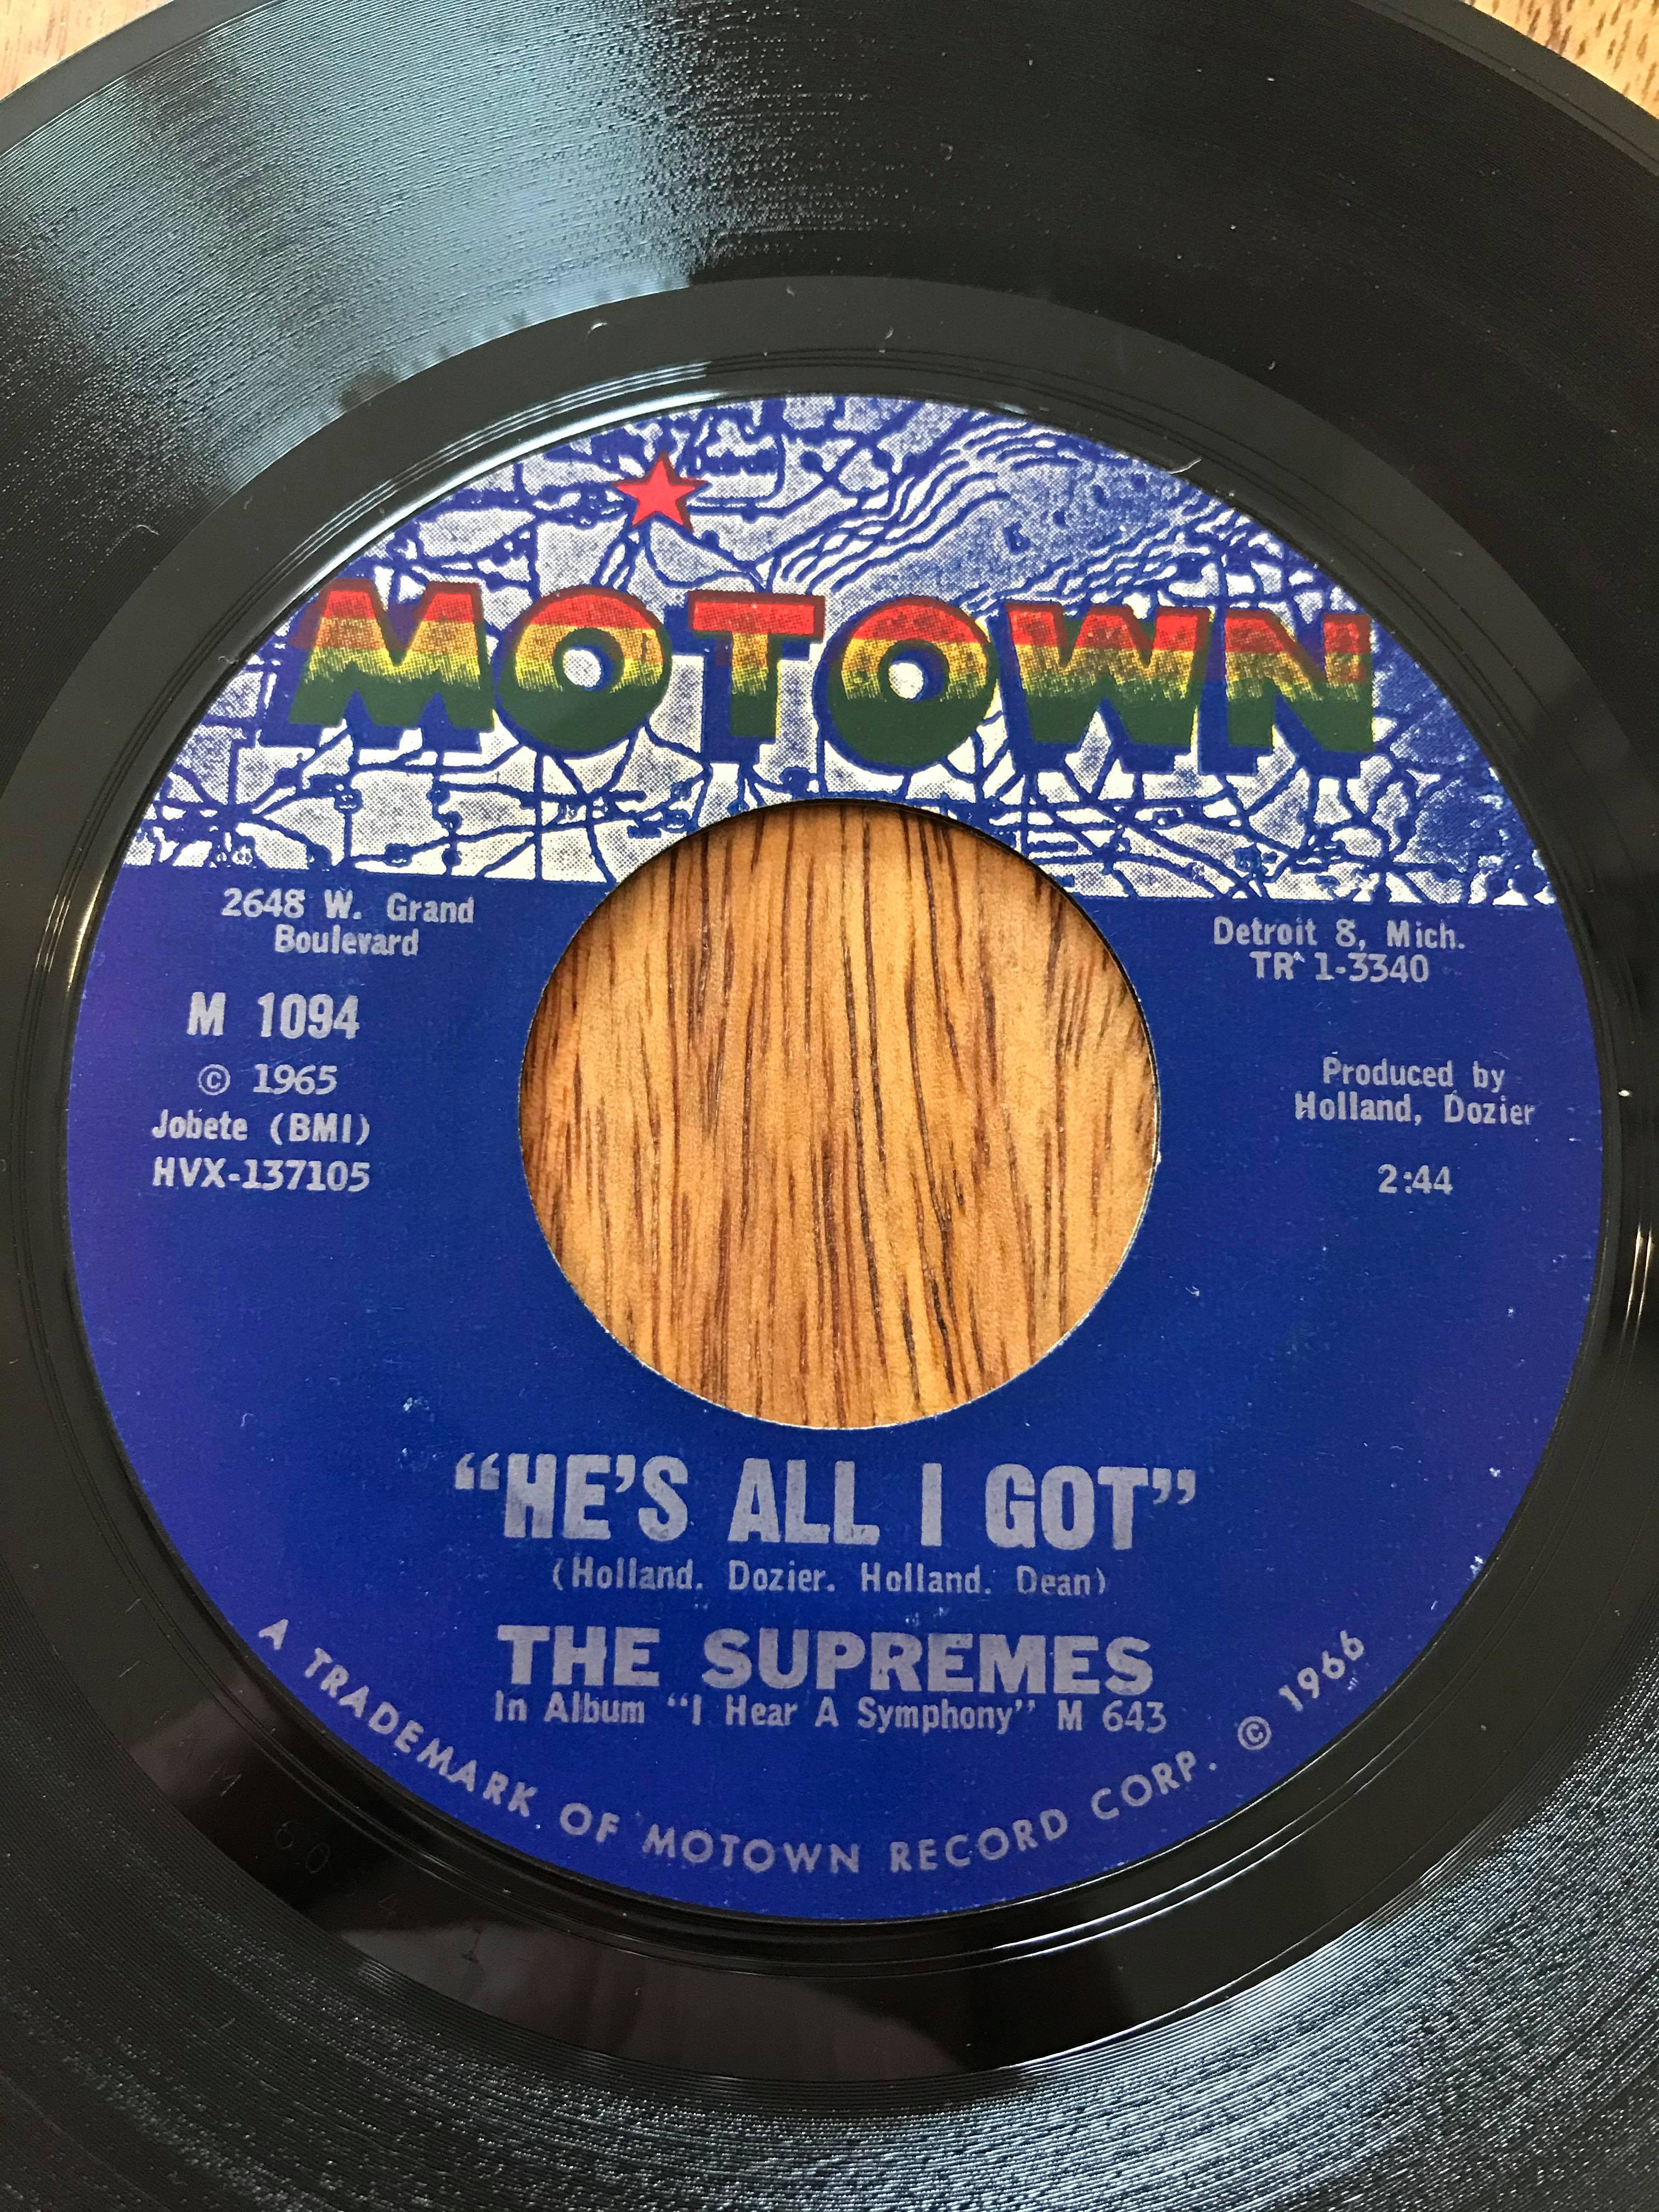 Detroit
MOTOWN
2648 W. Grand
Boulevard
Detroit 8, Mich.
TR 1-3340
M 1094
© 1965
Jobete (BMI)
HVX-137105
Produced by
Holland, Dozier
2:44
“HE’S ALL I GOT”
(Holland. Dozier. Holland. Dean)
THE SUPREMES
In Album “I Hear A Symphony” M 643
A TRADEMARK OF MOTOWN RECORD CORP. © 1966